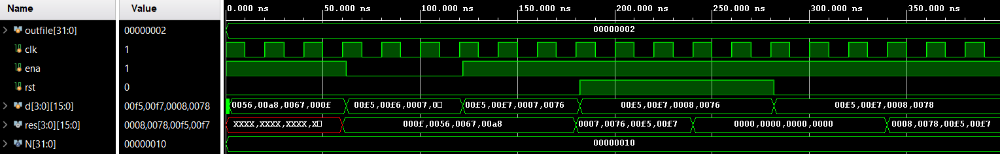 Name Value 0.000 ns 50.000 ns 100.000 ns 150.000 ns 200.000 ns 250.000 ns 300.000 ns 350.000 ns
outfile[31:0] 00000002 00000002
clk 1
ena 1
rst 0
d[3:0][15:0] 00f5,00f7,0008,0078 0056,00a8,0067,000f 00f5,00f6,0007,0□ 00f5,00f7,0007,0076 00f5,00f7,0008,0076 00f5,00f7,0008,0078
res[3:0][15:0] 0008,0078,00f5,00f7 XXXX,XXXX,XXXX,X□ 000f,0056,0067,00a8 0007,0076,00f5,00f7 0000,0000,0000,0000 0008,0078,00f5,00f7
N[31:0] 00000010 00000010